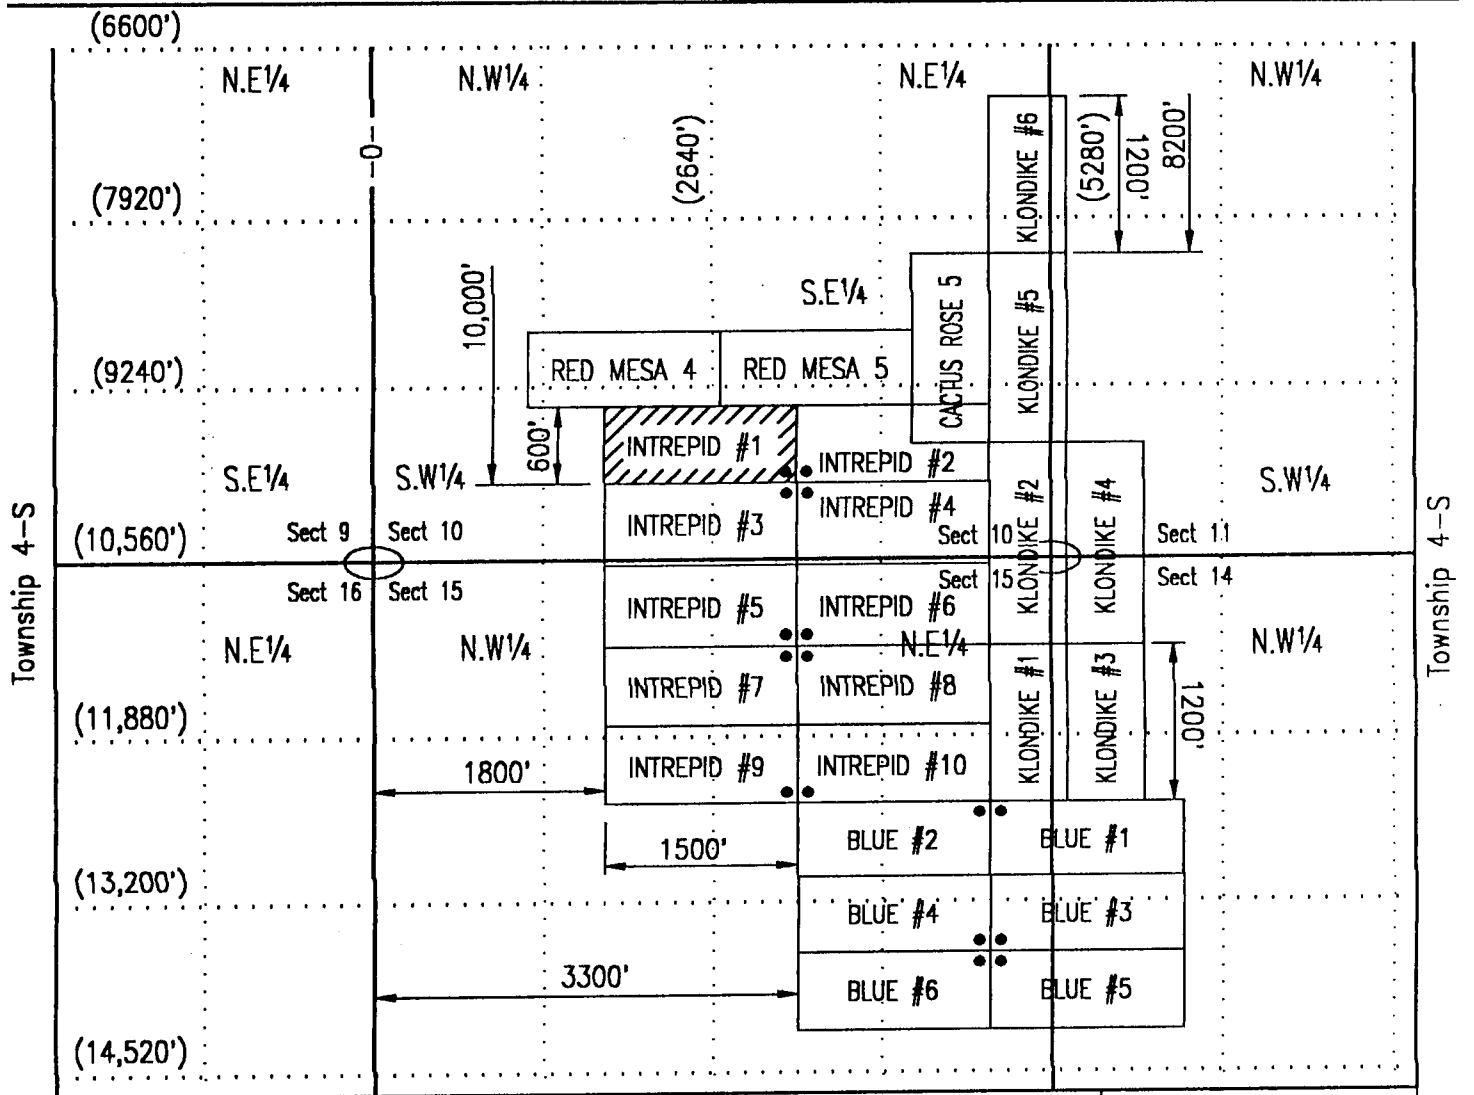 (6600')
N.E¼
N.W¼
N.E¼
N.W¼
-0-
(2640')
KLONDIKE #6
(5280')
1200'
8200'
(7920')
10,000'
S.E¼
CACTUS ROSE 5
KLONDIKE #5
RED MESA 4
RED MESA 5
(9240')
600'
INTREPID #1
INTREPID #2
S.E¼
S.W¼
S.W¼
KLONDIKE #2
KLONDIKE #4
INTREPID #3
INTREPID #4
Township 4-S
Township 4-S
(10,560')
Sect 9
Sect 10
Sect 10
Sect 11
Sect 16
Sect 15
Sect 15
Sect 14
INTREPID #5
INTREPID #6
N.E¼
N.W¼
N.E¼
N.W¼
INTREPID #7
INTREPID #8
KLONDIKE #1
KLONDIKE #3
1200'
(11,880')
1800'
INTREPID #9
INTREPID #10
1500'
BLUE #2
BLUE #1
(13,200')
BLUE #4
BLUE #3
3300'
BLUE #6
BLUE #5
(14,520')